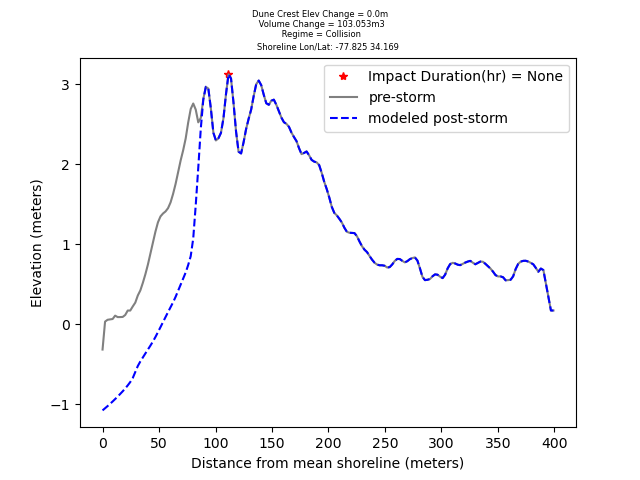 Dune Crest Elev Change = 0.0m
Volume Change = 103.053m3
Regime = Collision
Shoreline Lon/Lat: -77.825 34.169
Impact Duration(hr) = None
pre-storm
modeled post-storm
Elevation (meters)
3
2
1
0
−1
0 50 100 150 200 250 300 350 400
Distance from mean shoreline (meters)